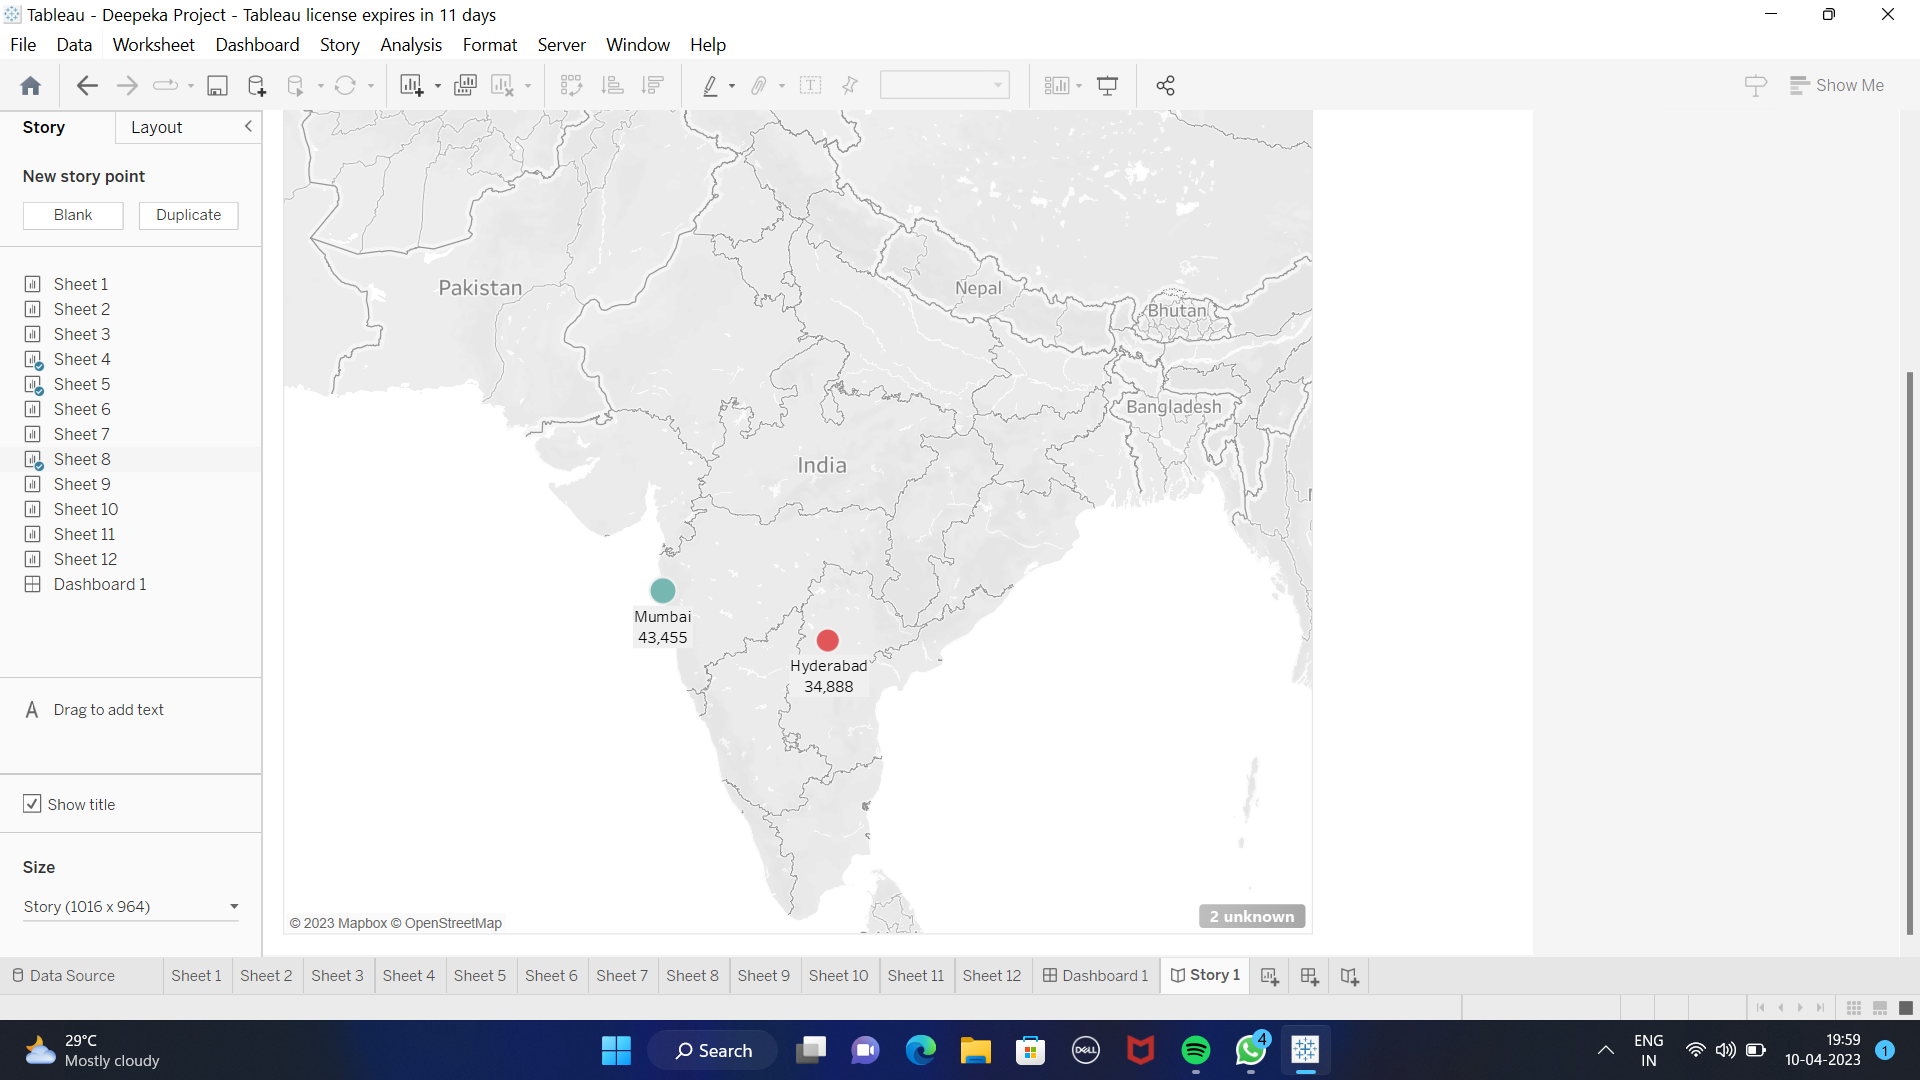 Tableau - Deepeka Project - Tableau license expires in 11 days
File Data Worksheet Dashboard Story Analysis Format Server Window Help
Show Me
Story Layout
New story point
Blank Duplicate
Sheet 1
Sheet 2
Sheet 3
Sheet 4
Sheet 5
Sheet 6
Sheet 7
Sheet 8
Sheet 9
Sheet 10
Sheet 11
Sheet 12
Dashboard 1
A Drag to add text
Show title
Size
Story (1016 x 964)
Pakistan
Nepal
Bhutan
Bangladesh
India
Mumbai
43,455
Hyderabad
34,888
© 2023 Mapbox © OpenStreetMap
2 unknown
Data Source Sheet 1 Sheet 2 Sheet 3 Sheet 4 Sheet 5 Sheet 6 Sheet 7 Sheet 8 Sheet 9 Sheet 10 Sheet 11 Sheet 12 Dashboard 1 Story 1
29°C
Mostly cloudy
Search
DELL
4
ENG
IN
19:59
10-04-2023
1